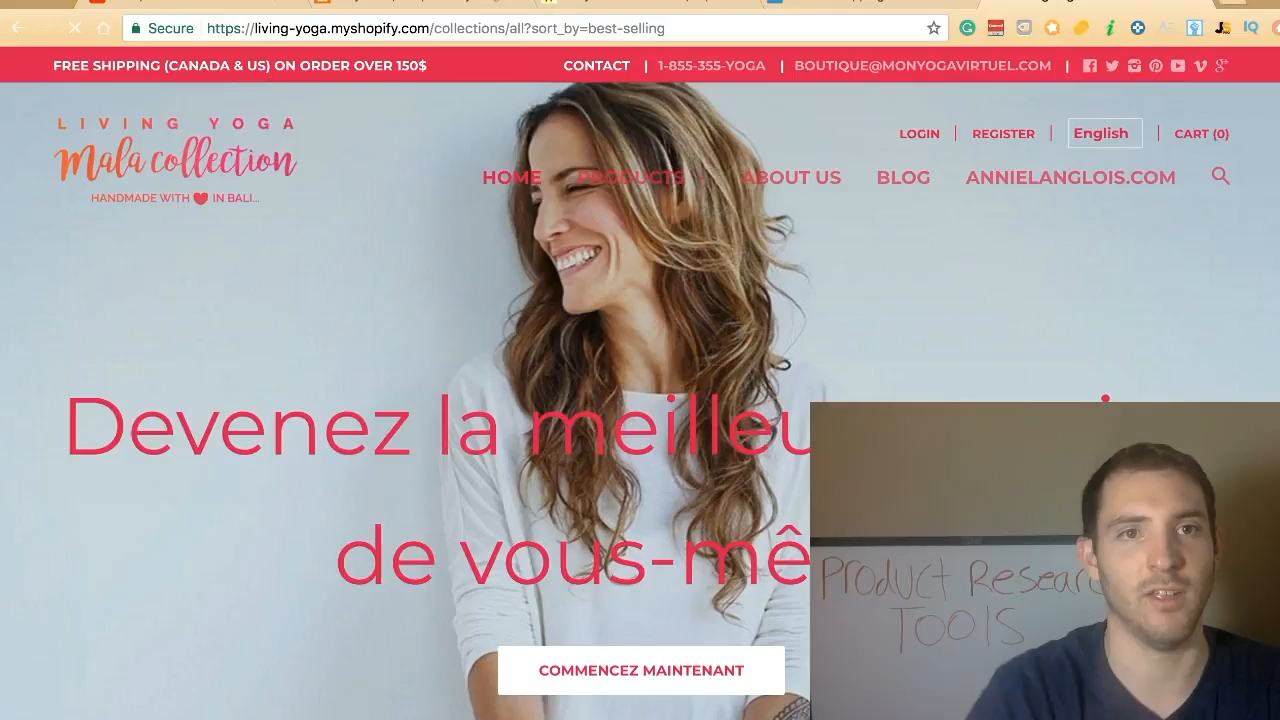 Secure https://living-yoga.myshopify.com/collections/all?sort_by=best-selling
FREE SHIPPING (CANADA & US) ON ORDER OVER 150$ CONTACT | 1-855-355-YOGA | BOUTIQUE@MONYOGAVIRTUEL.COM |
LIVING YOGA
Mala collection
HANDMADE WITH IN BALI...
LOGIN | REGISTER | English | CART (0)
HOME PRODUCTS ABOUT US BLOG ANNIELANGLOIS.COM
Devenez la meilleu
de vous-mê
COMMENCEZ MAINTENANT
Product Resear
Tools